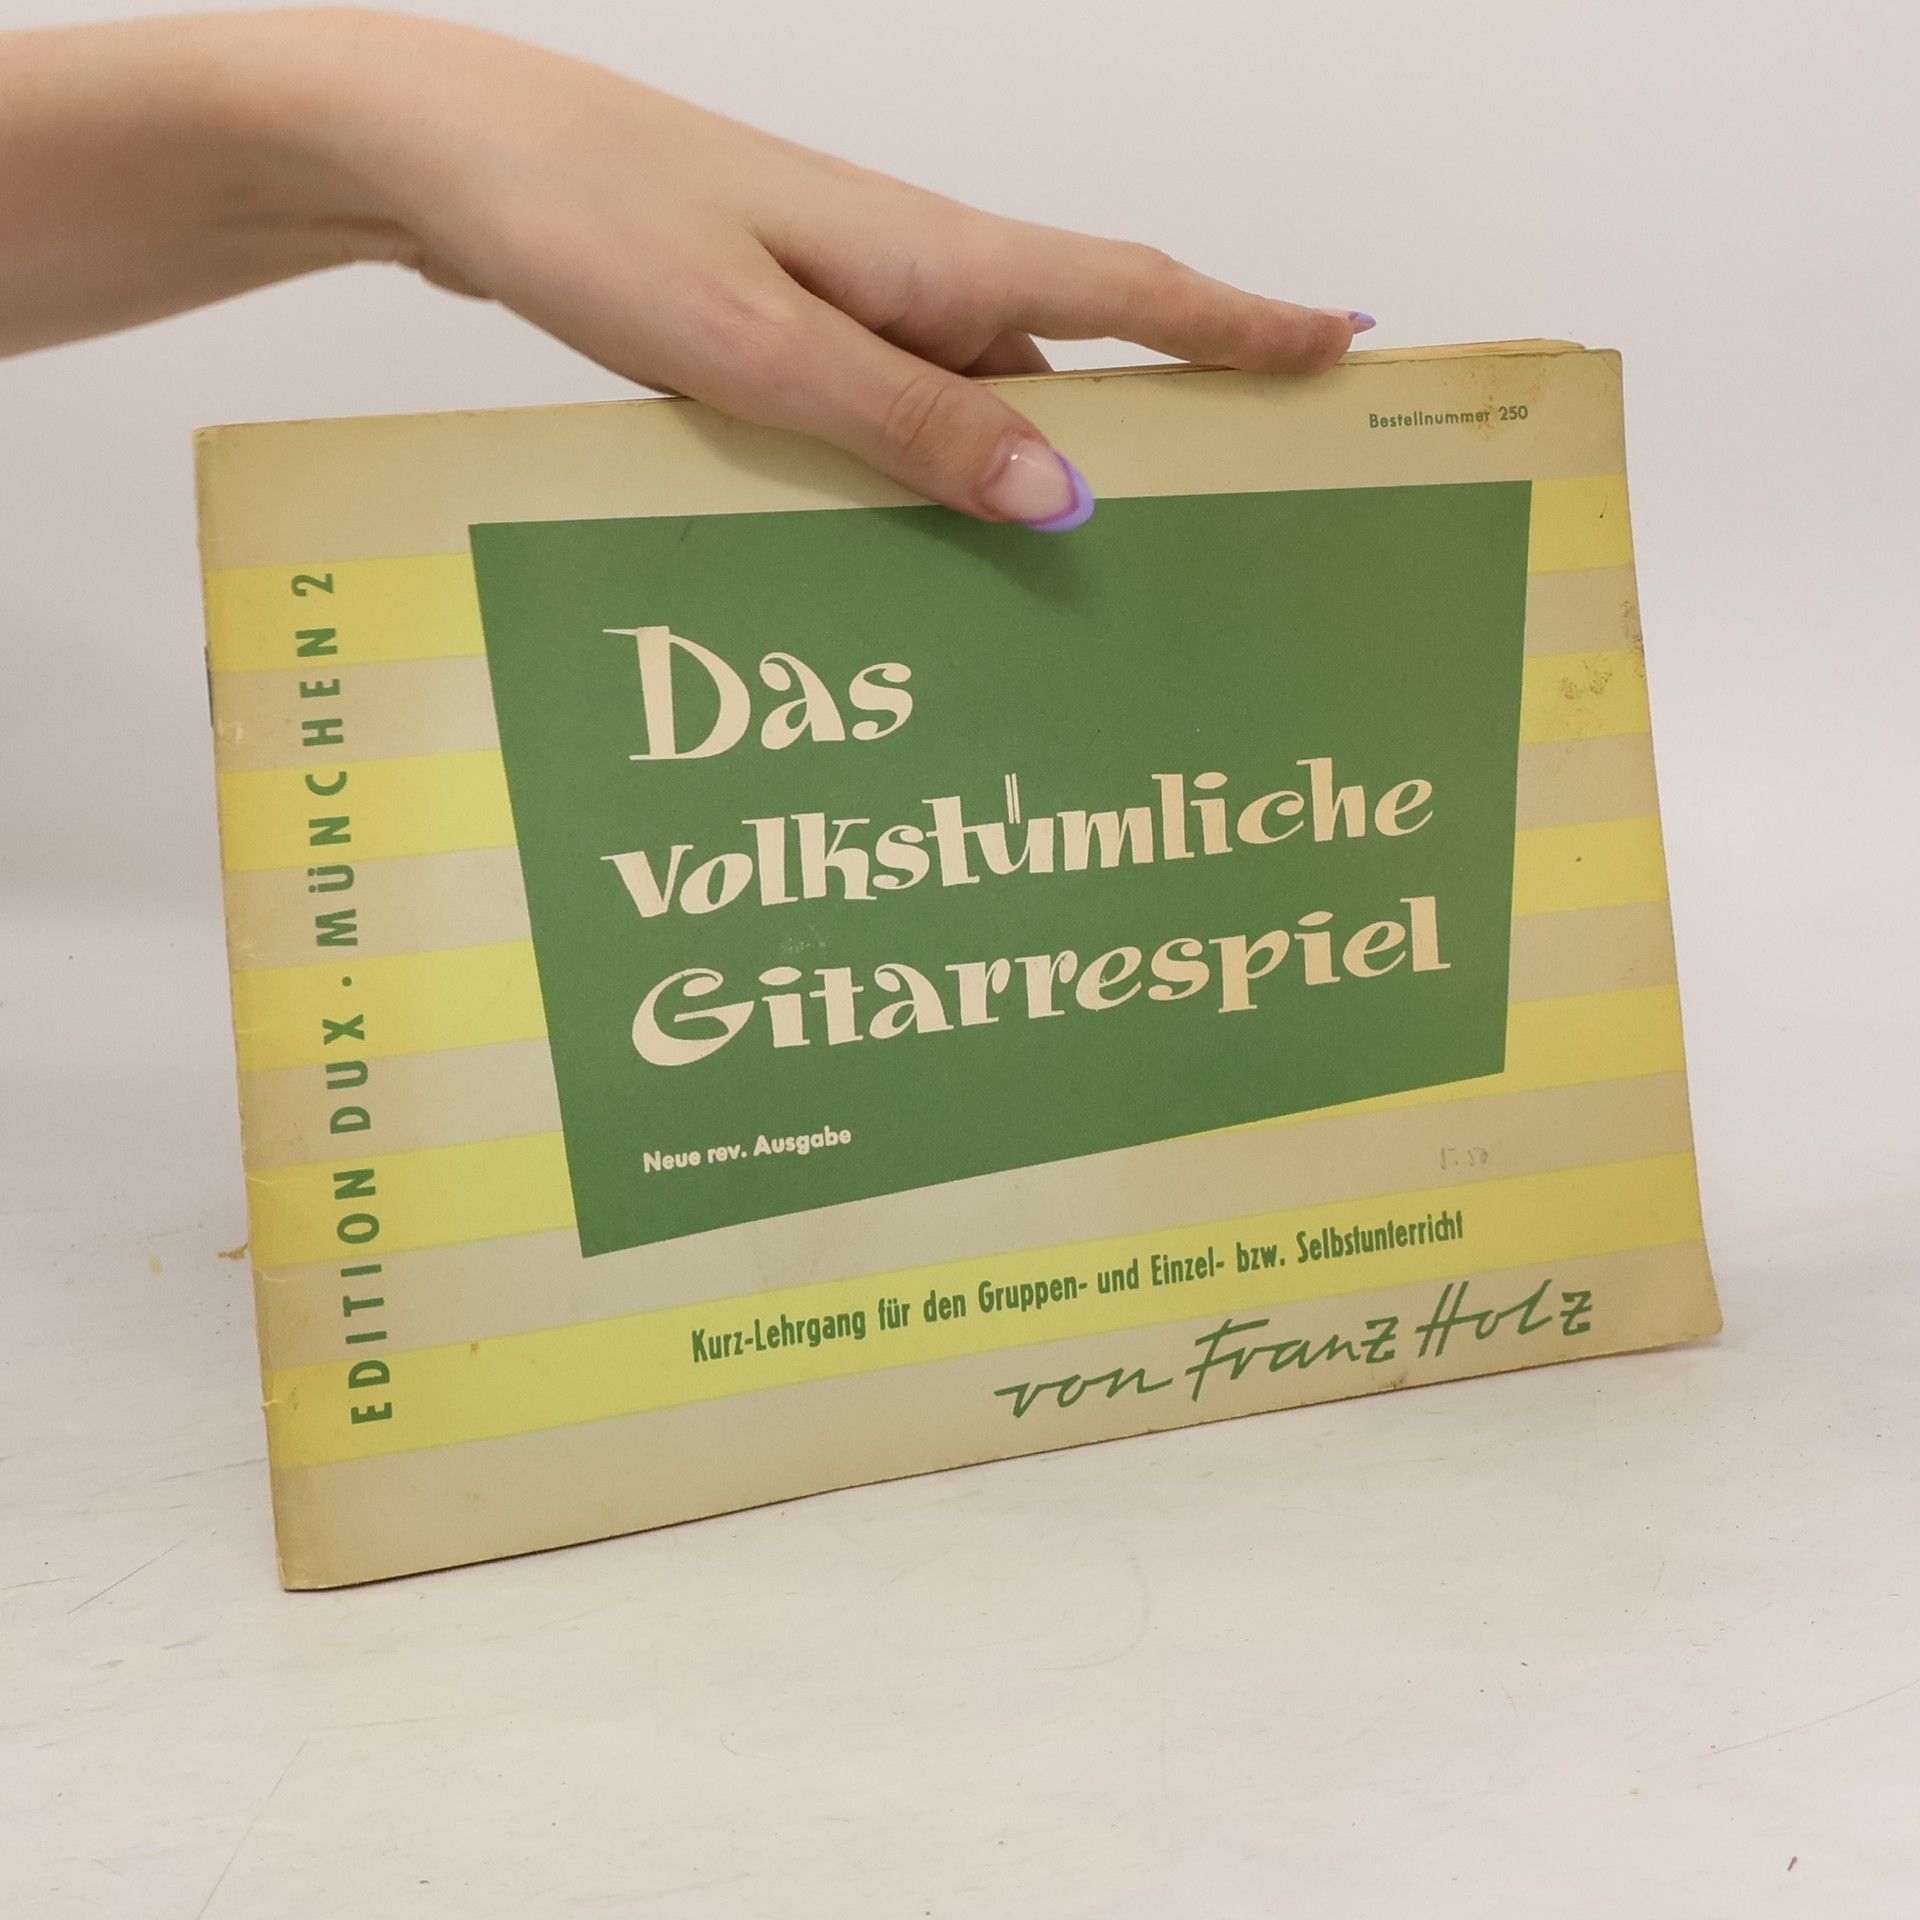 Bestellnummer 250
EDITION DUX · MÜNCHEN 2
Das
volkstümliche
Gitarrespiel
Neue rev. Ausgabe
Kurz-Lehrgang für den Gruppen- und Einzel- bzw. Selbstunterricht
von Franz Holz